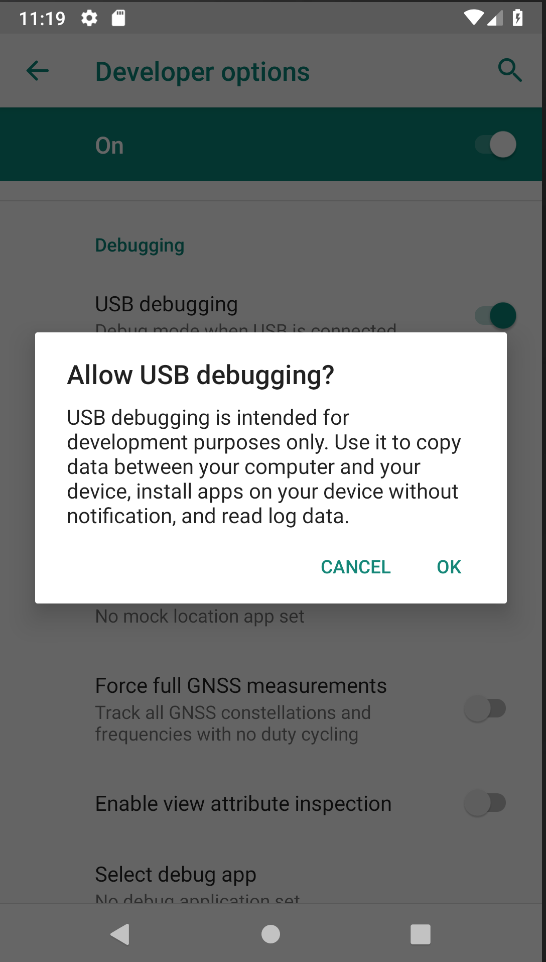 11:19
Developer options
On
Debugging
USB debugging
Debug mode when USB is connected
Allow USB debugging?
USB debugging is intended for
development purposes only. Use it to copy
data between your computer and your
device, install apps on your device without
notification, and read log data.
CANCEL OK
No mock location app set
Force full GNSS measurements
Track all GNSS constellations and
frequencies with no duty cycling
Enable view attribute inspection
Select debug app
No debug application set